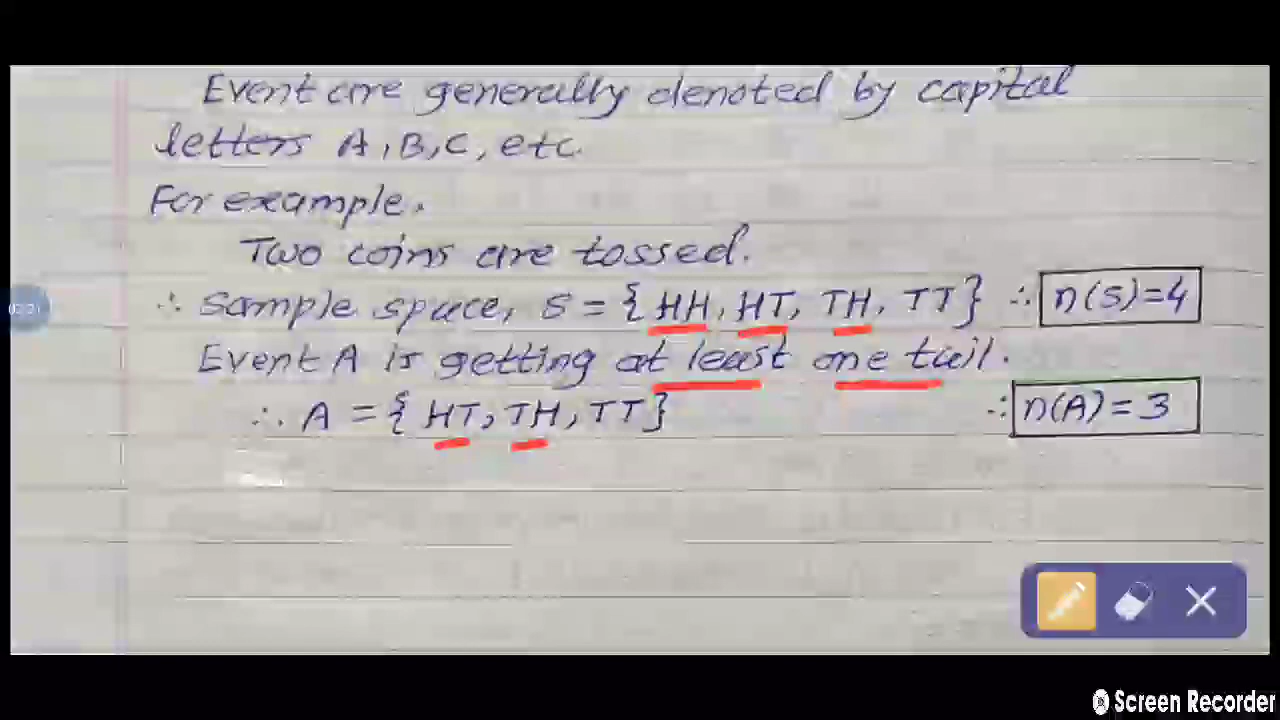 Event are generally denoted by capital
letters A, B, C, etc.
For example.
Two coins are tossed.
∴ Sample space, S = { HH, HT, TH, TT} ∴ n(S)=4
Event A is getting at least one tail.
∴ A = { HT, TH, TT} ∴ n(A) = 3
Screen Recorder